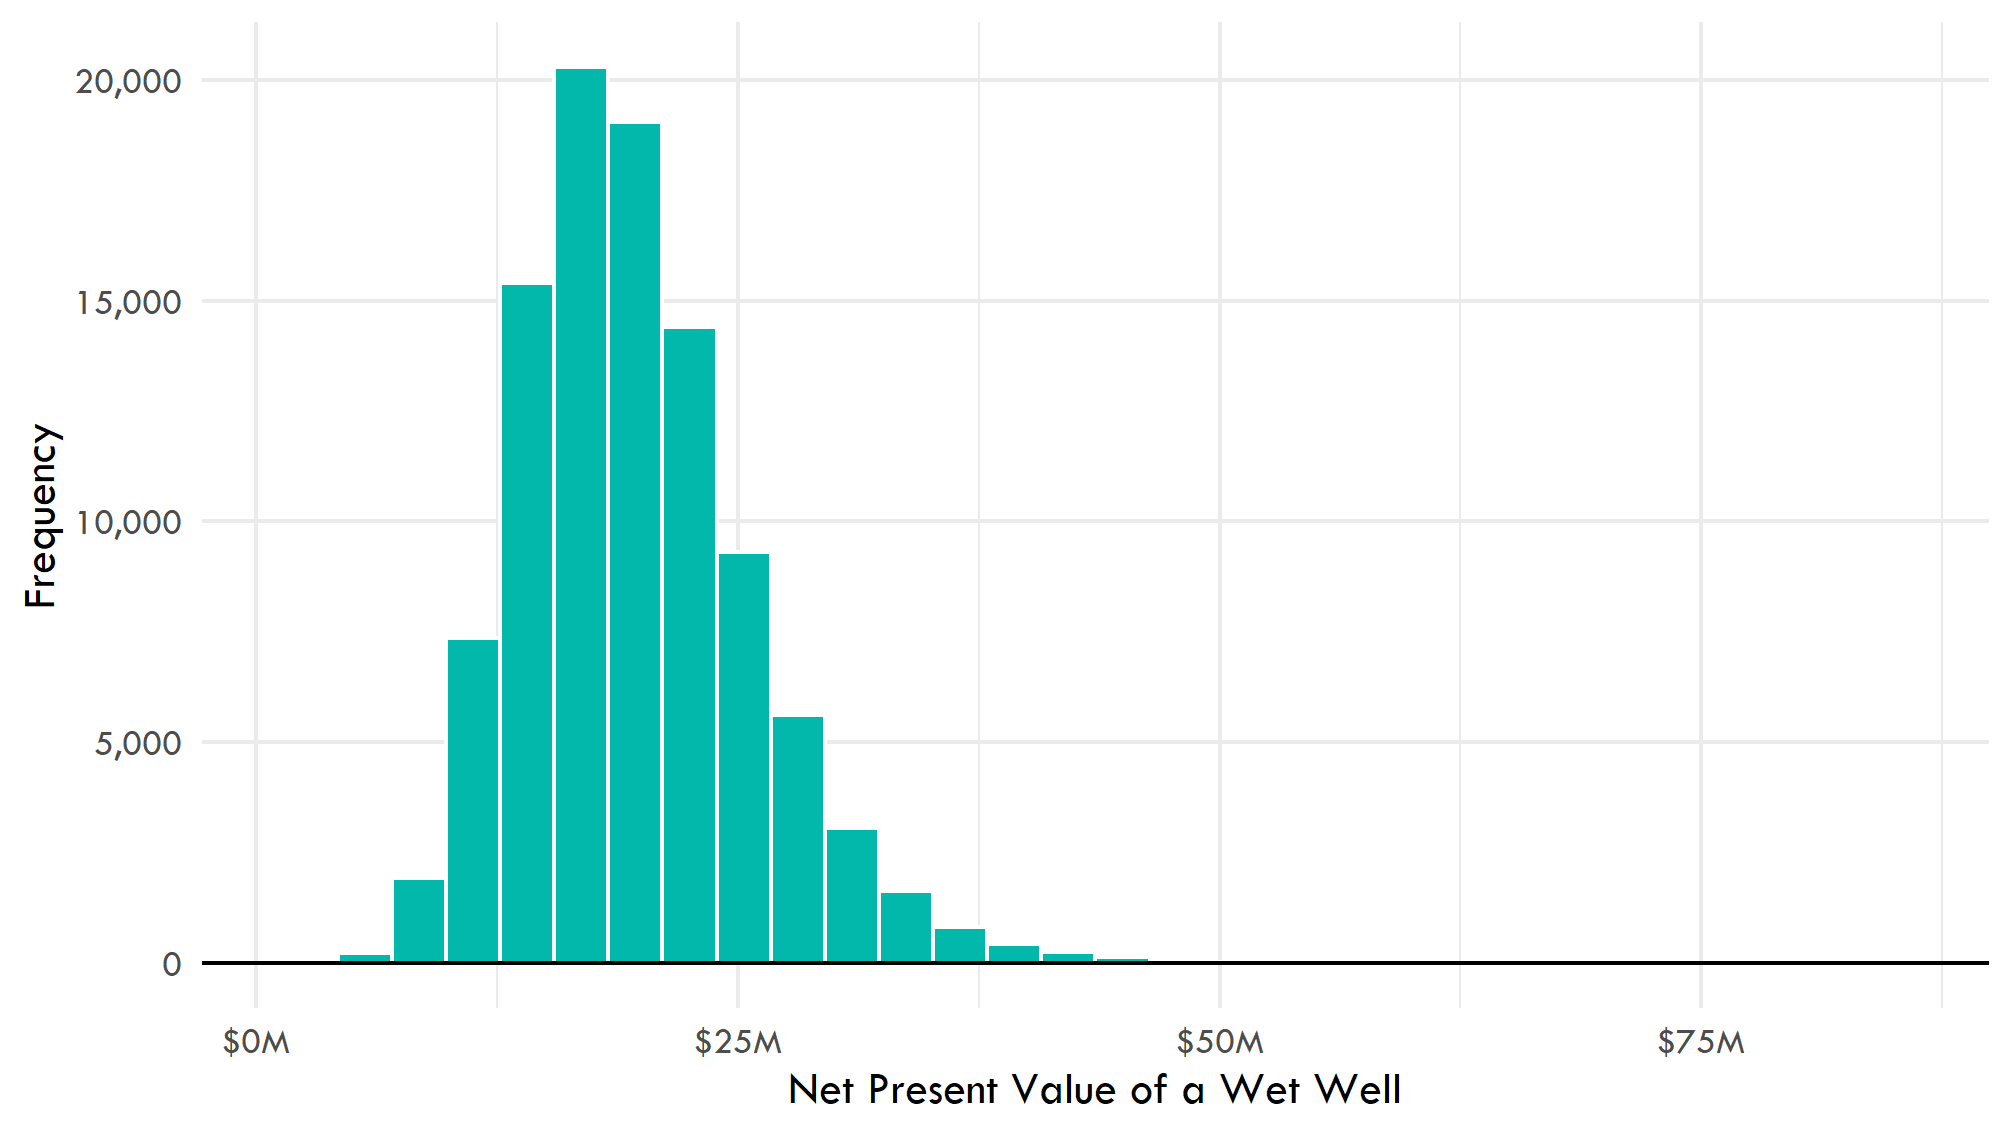 20,000
15,000
10,000
5,000
0
Frequency
$0M
$25M
$50M
$75M
Net Present Value of a Wet Well